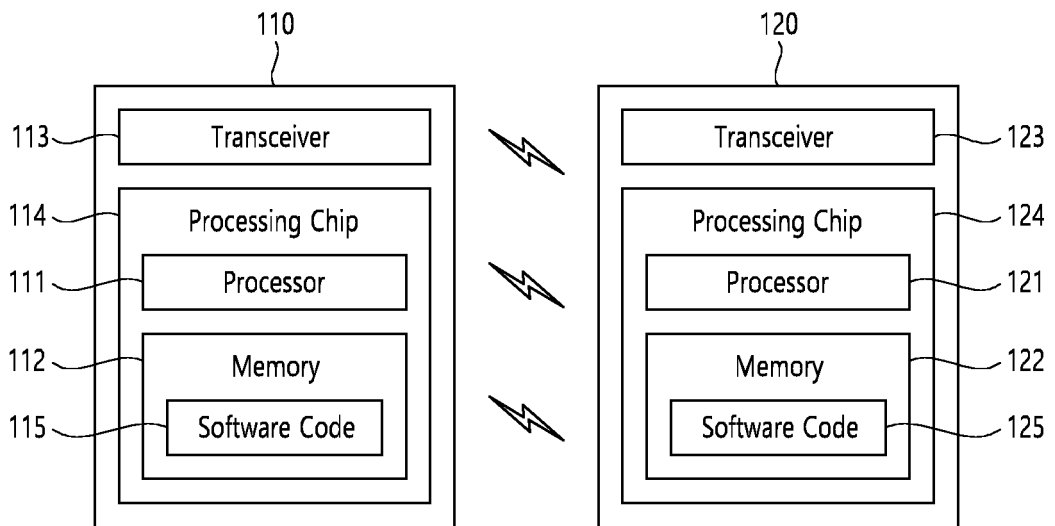 110 120
113 Transceiver Transceiver 123
114 Processing Chip Processing Chip 124
111 Processor Processor 121
112 Memory Memory 122
115 Software Code Software Code 125